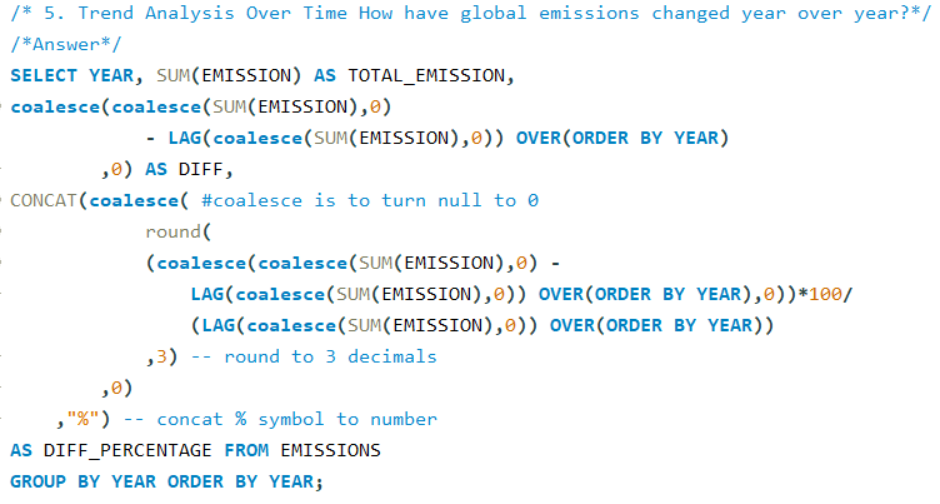 /* 5. Trend Analysis Over Time How have global emissions changed year over year?*/
/*Answer*/
SELECT YEAR, SUM(EMISSION) AS TOTAL_EMISSION,
coalesce(coalesce(SUM(EMISSION),0)
- LAG(coalesce(SUM(EMISSION),0)) OVER(ORDER BY YEAR)
,0) AS DIFF,
CONCAT(coalesce( #coalesce is to turn null to 0
round(
(coalesce(coalesce(SUM(EMISSION),0) -
LAG(coalesce(SUM(EMISSION),0)) OVER(ORDER BY YEAR),0))*100/
(LAG(coalesce(SUM(EMISSION),0)) OVER(ORDER BY YEAR))
,3) -- round to 3 decimals
,0)
,"%") -- concat % symbol to number
AS DIFF_PERCENTAGE FROM EMISSIONS
GROUP BY YEAR ORDER BY YEAR;